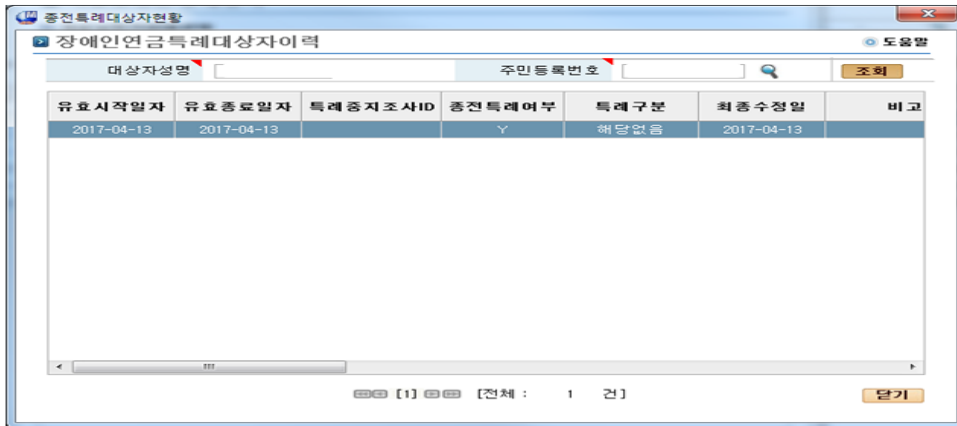 종전특례대상자현황
장애인연금특례대상자이력 도움말
대상자성명 주민등록번호 조회
유효시작일자 유효종료일자 특례중지조사ID 종전특례여부 특례구분 최종수정일 비고
2017-04-13 2017-04-13 Y 해당없음 2017-04-13
[1] [전체 : 1 건]
닫기